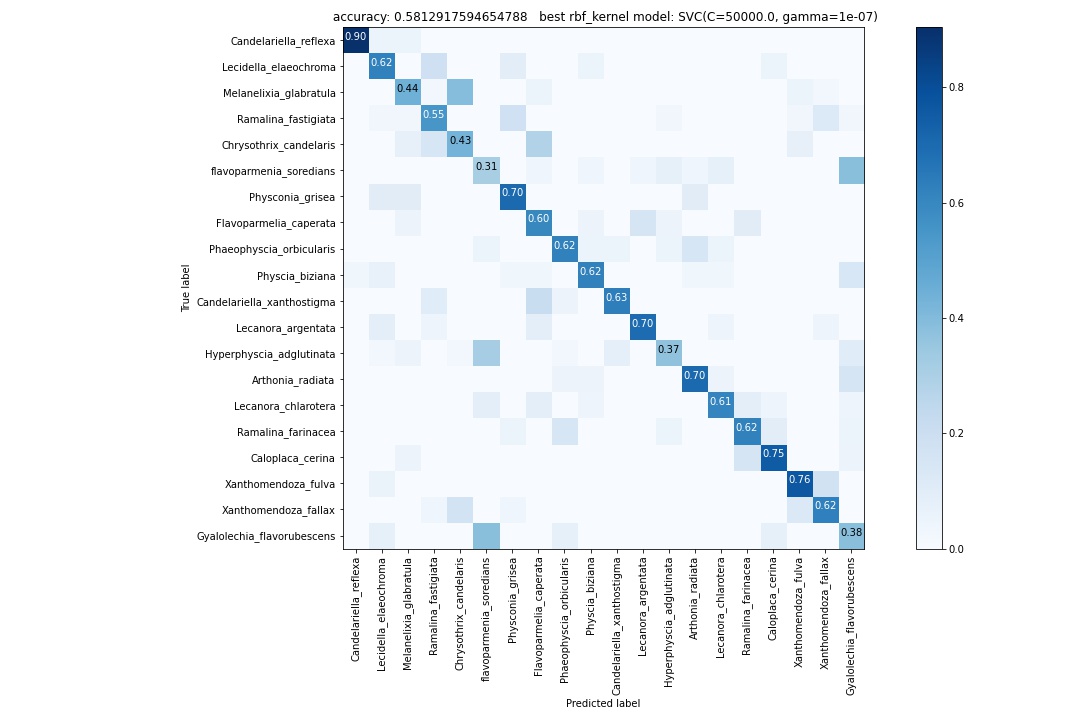 accuracy: 0.5812917594654788   best rbf_kernel model: SVC(C=50000.0, gamma=1e-07)
Candelariella_reflexa
Lecidella_elaeochroma
Melanelixia_glabratula
Ramalina_fastigiata
Chrysothrix_candelaris
flavoparmenia_soredians
Physconia_grisea
Flavoparmelia_caperata
Phaeophyscia_orbicularis
Physcia_biziana
Candelariella_xanthostigma
Lecanora_argentata
Hyperphyscia_adglutinata
Arthonia_radiata
Lecanora_chlarotera
Ramalina_farinacea
Caloplaca_cerina
Xanthomendoza_fulva
Xanthomendoza_fallax
Gyalolechia_flavorubescens
True label
0.90
0.62
0.44
0.55
0.43
0.31
0.70
0.60
0.62
0.62
0.63
0.70
0.37
0.70
0.61
0.62
0.75
0.76
0.62
0.38
Candelariella_reflexa
Lecidella_elaeochroma
Melanelixia_glabratula
Ramalina_fastigiata
Chrysothrix_candelaris
flavoparmenia_soredians
Physconia_grisea
Flavoparmelia_caperata
Phaeophyscia_orbicularis
Physcia_biziana
Candelariella_xanthostigma
Lecanora_argentata
Hyperphyscia_adglutinata
Arthonia_radiata
Lecanora_chlarotera
Ramalina_farinacea
Caloplaca_cerina
Xanthomendoza_fulva
Xanthomendoza_fallax
Gyalolechia_flavorubescens
Predicted label
0.8
0.6
0.4
0.2
0.0